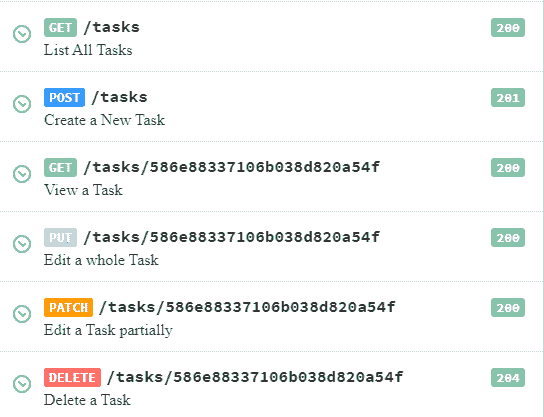 GET /tasks 200
List All Tasks
POST /tasks 201
Create a New Task
GET /tasks/586e88337106b038d820a54f 200
View a Task
PUT /tasks/586e88337106b038d820a54f 200
Edit a whole Task
PATCH /tasks/586e88337106b038d820a54f 200
Edit a Task partially
DELETE /tasks/586e88337106b038d820a54f 204
Delete a Task